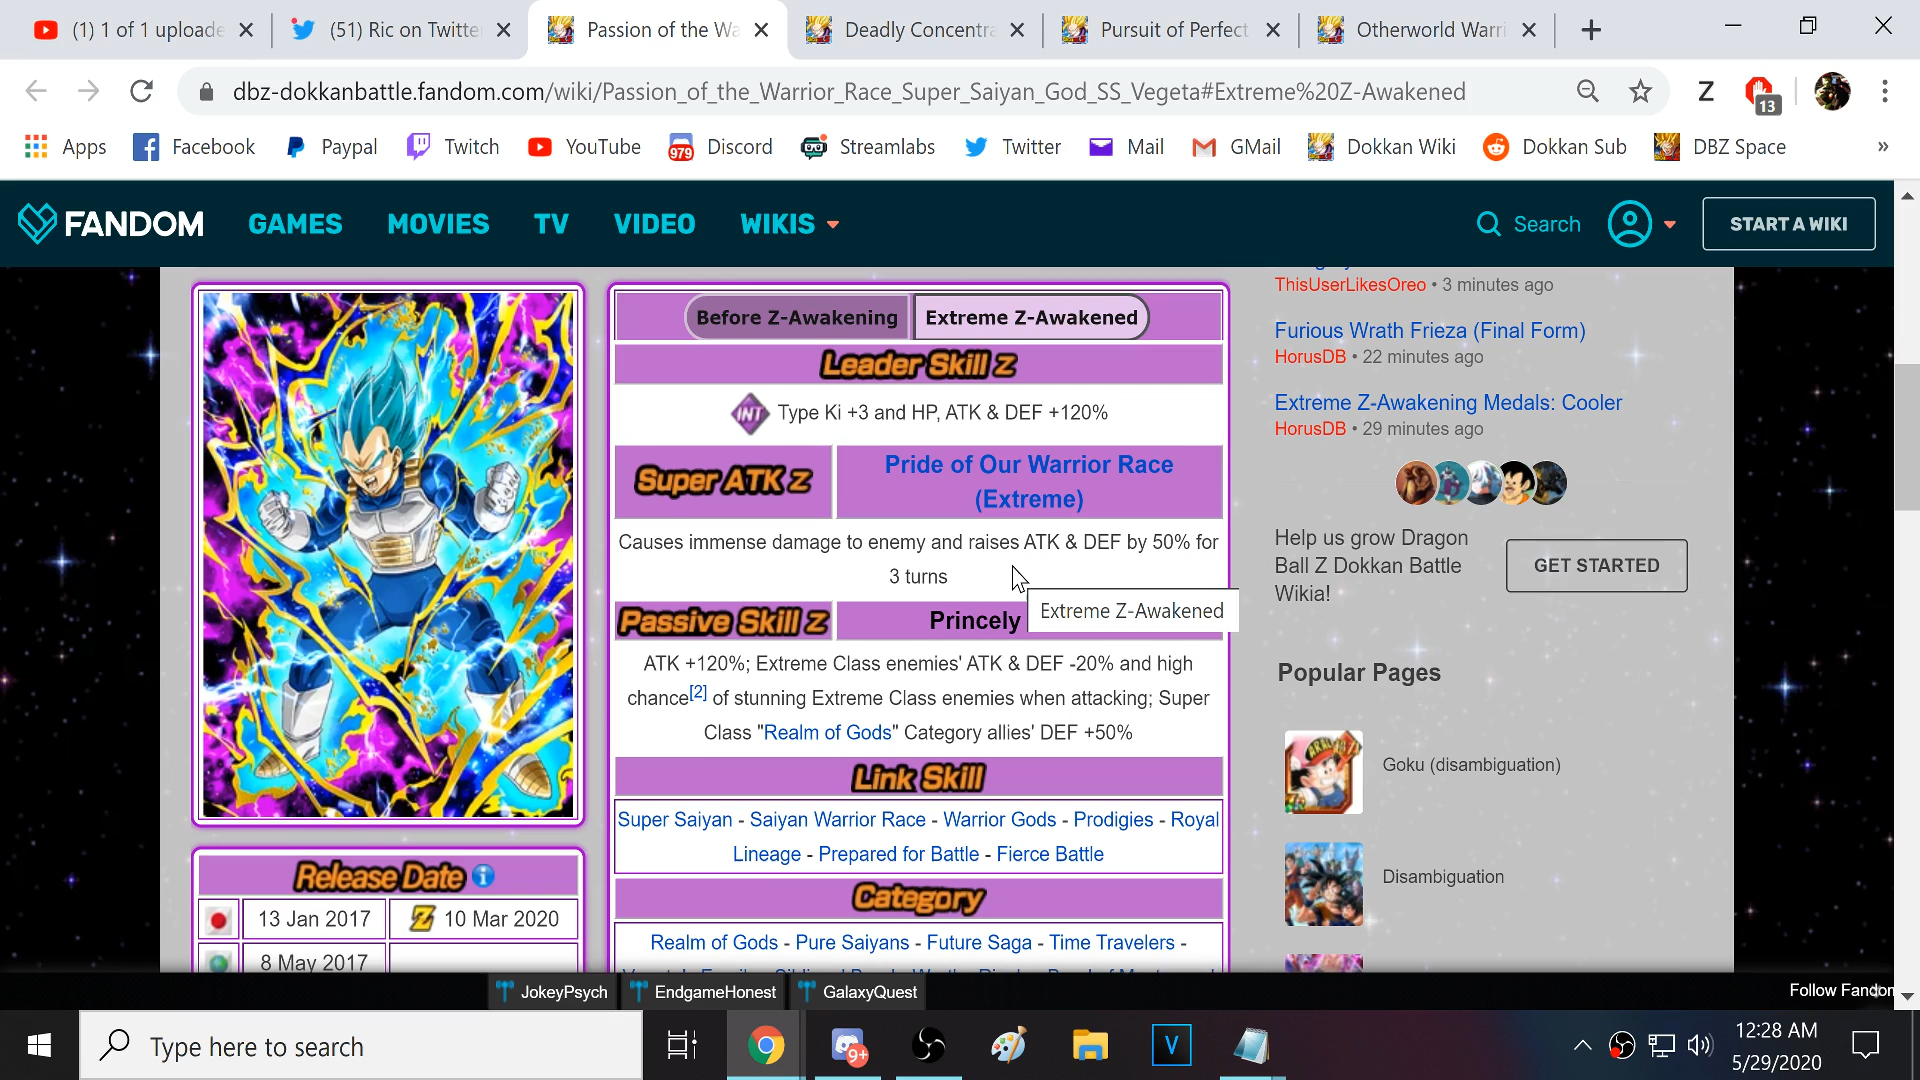 (1) 1 of 1 uploade
(51) Ric on Twitte
Passion of the Wa
Deadly Concentra
Pursuit of Perfect
Otherworld Warri
dbz-dokkanbattle.fandom.com/wiki/Passion_of_the_Warrior_Race_Super_Saiyan_God_SS_Vegeta#Extreme%20Z-Awakened
Z
13
Apps
Facebook
Paypal
Twitch
YouTube
979
Discord
Streamlabs
Twitter
Mail
GMail
Dokkan Wiki
Dokkan Sub
DBZ Space
»
FANDOM
GAMES
MOVIES
TV
VIDEO
WIKIS
Search
START A WIKI
Before Z-Awakening
Extreme Z-Awakened
Leader Skill Z
INT Type Ki +3 and HP, ATK & DEF +120%
Super ATK Z
Pride of Our Warrior Race
(Extreme)
Causes immense damage to enemy and raises ATK & DEF by 50% for
3 turns
Extreme Z-Awakened
Passive Skill Z
Princely
ATK +120%; Extreme Class enemies' ATK & DEF -20% and high
chance[2] of stunning Extreme Class enemies when attacking; Super
Class "Realm of Gods" Category allies' DEF +50%
Link Skill
Super Saiyan - Saiyan Warrior Race - Warrior Gods - Prodigies - Royal
Lineage - Prepared for Battle - Fierce Battle
Category
Realm of Gods - Pure Saiyans - Future Saga - Time Travelers -
Release Date
13 Jan 2017
Z 10 Mar 2020
8 May 2017
ThisUserLikesOreo • 3 minutes ago
Furious Wrath Frieza (Final Form)
HorusDB • 22 minutes ago
Extreme Z-Awakening Medals: Cooler
HorusDB • 29 minutes ago
Help us grow Dragon
Ball Z Dokkan Battle
Wikia!
GET STARTED
Popular Pages
Goku (disambiguation)
Disambiguation
JokeyPsych
EndgameHonest
GalaxyQuest
Follow Fandom
Type here to search
9+
V
12:28 AM
5/29/2020